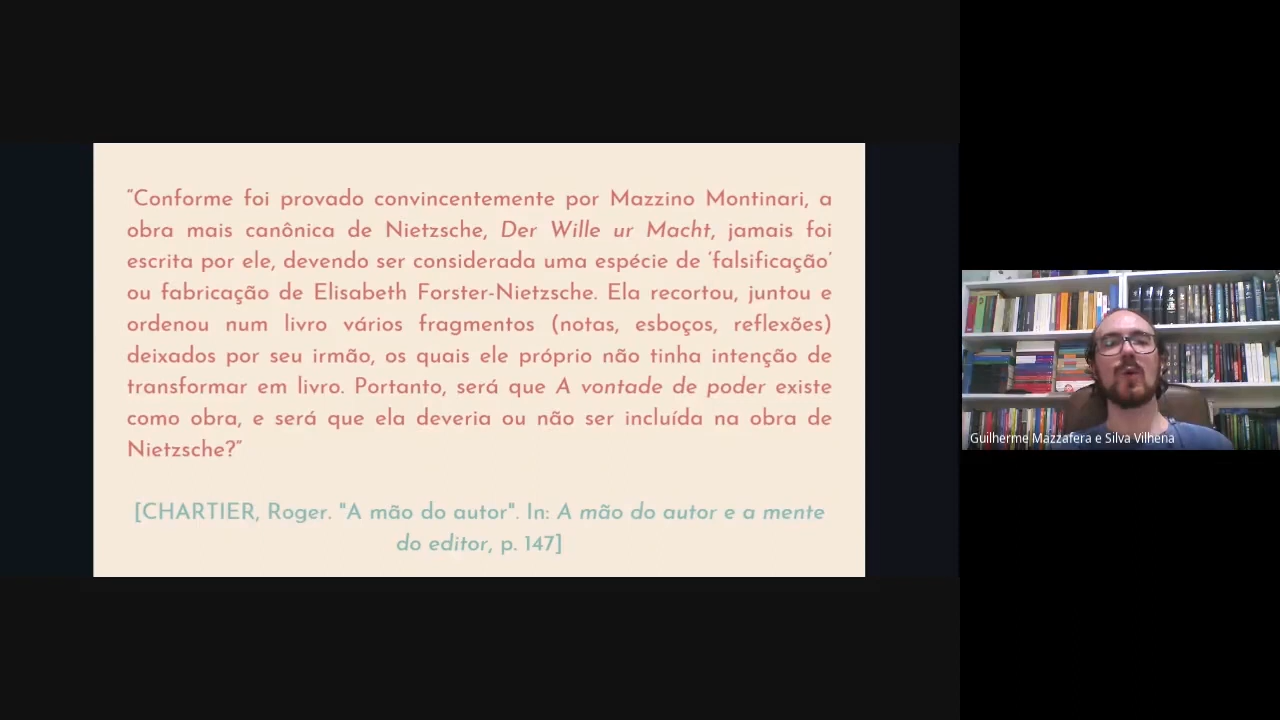 “Conforme foi provado convincentemente por Mazzino Montinari, a
obra mais canônica de Nietzsche, Der Wille ur Macht, jamais foi
escrita por ele, devendo ser considerada uma espécie de ‘falsificação’
ou fabricação de Elisabeth Forster-Nietzsche. Ela recortou, juntou e
ordenou num livro vários fragmentos (notas, esboços, reflexões)
deixados por seu irmão, os quais ele próprio não tinha intenção de
transformar em livro. Portanto, será que A vontade de poder existe
como obra, e será que ela deveria ou não ser incluída na obra de
Nietzsche?”
[CHARTIER, Roger. "A mão do autor". In: A mão do autor e a mente
do editor, p. 147]
Guilherme Mazzafera e Silva Vilhena